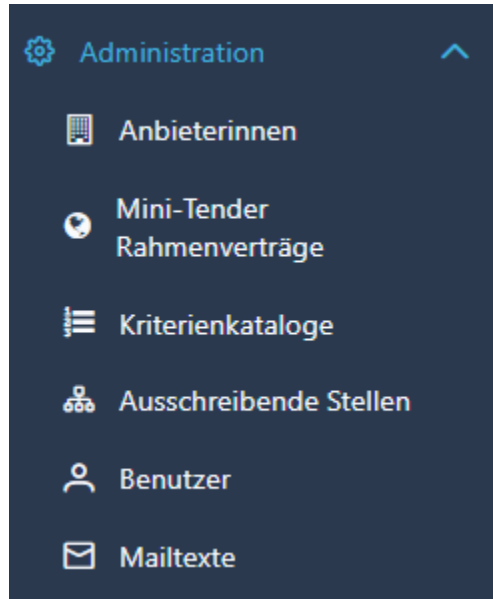 Administration
Anbieterinnen
Mini-Tender
Rahmenverträge
Kriterienkataloge
Ausschreibende Stellen
Benutzer
Mailtexte